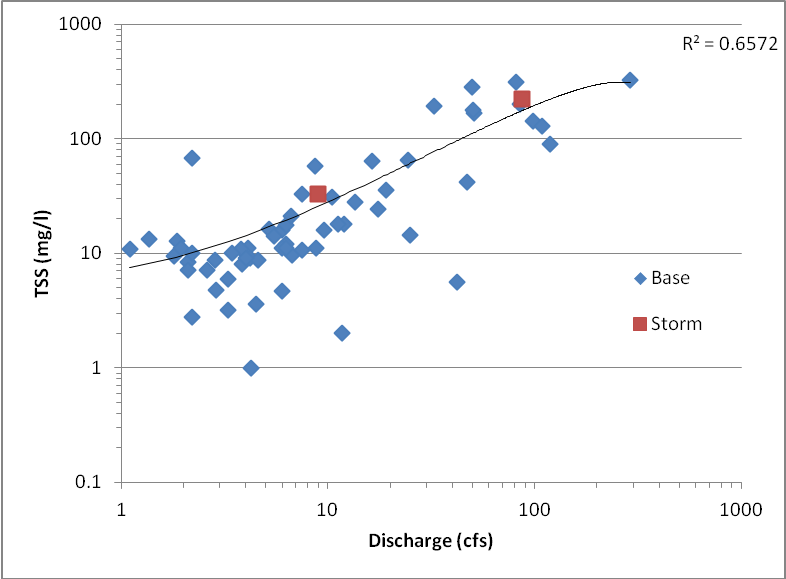 1000
R² = 0.6572
100
10
1
0.1
TSS (mg/l)
Base
Storm
1
10
100
1000
Discharge (cfs)